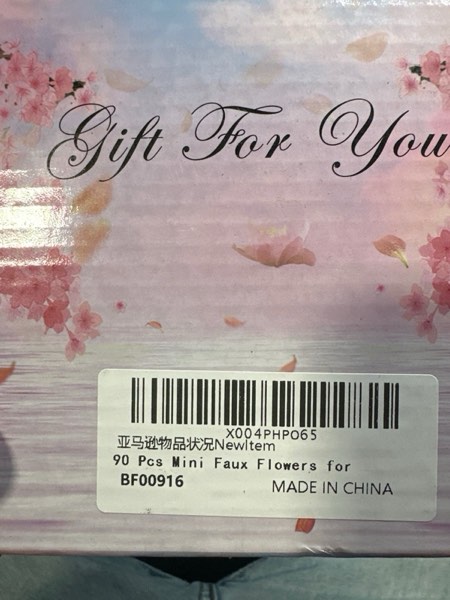 Gift For You
X004PHPO65
亚马逊物品状况NewItem
90 Pcs Mini Faux Flowers for
BF00916
MADE IN CHINA